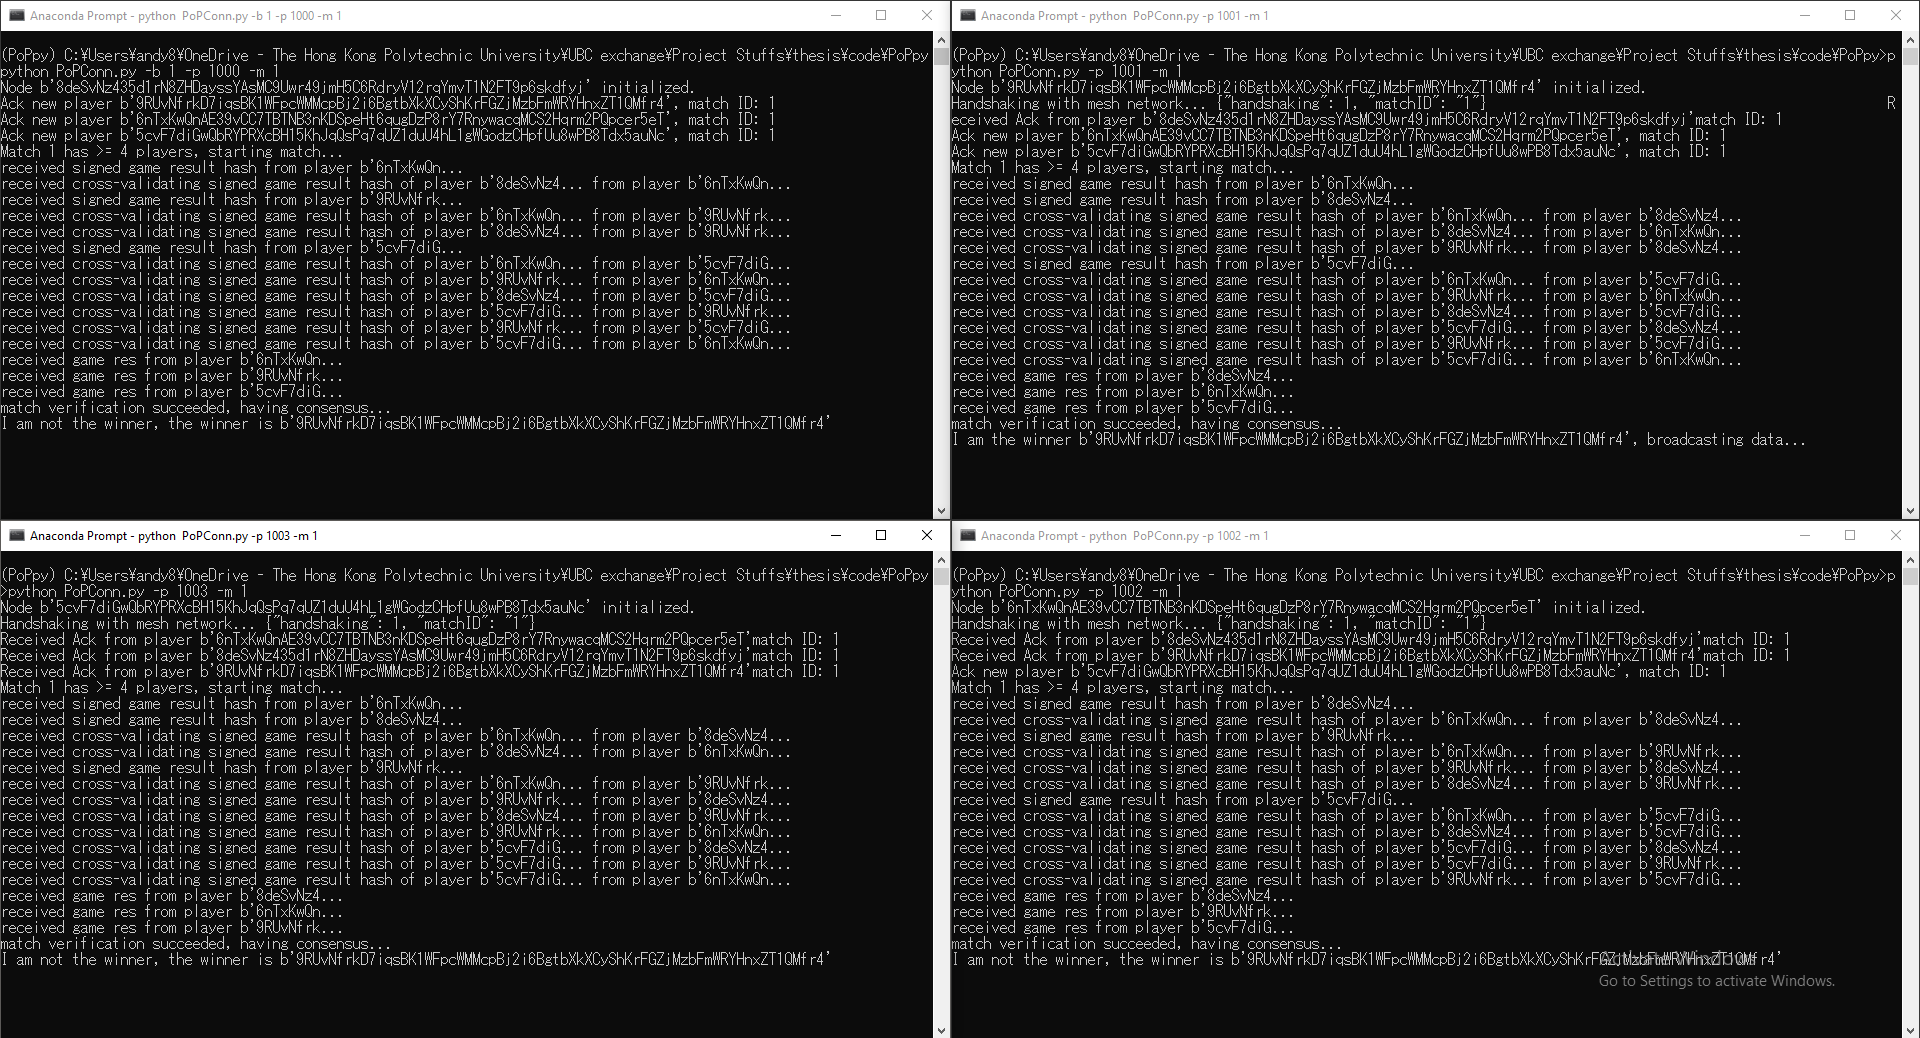 Anaconda Prompt - python  PoPConn.py -b 1 -p 1000 -m 1
(PoPpy) C:¥Users¥andy8¥OneDrive - The Hong Kong Polytechnic University¥UBC exchange¥Project Stuffs¥thesis¥code¥PoPpy>
python PoPConn.py -b 1 -p 1000 -m 1
Node b'8deSvNz435d1rN8ZHDayssYAsMC9Uwr49jmH5C6RdryV12rqYmvT1N2FT9p6skdfyj' initialized.
Ack new player b'9RUvNfrkD7iqsBK1WFpcWMMcpBj2i6BgtbXkXCyShKrFGZjMzbFmWRYHnxZT1QMfr4', match ID: 1
Ack new player b'6nTxKwQnAE39vCC7TBTNB3nKDSpeHt6qugDzP8rY7RnywacqMCS2Hqrm2PQpcer5eT', match ID: 1
Ack new player b'5cvF7diGwQbRYPRXcBH15KhJqQsPq7qUZ1duU4hL1gWGodzCHpfUu8wPB8Tdx5auNc', match ID: 1
Match 1 has >= 4 players, starting match...
received signed game result hash from player b'6nTxKwQn...
received cross-validating signed game result hash of player b'8deSvNz4... from player b'6nTxKwQn...
received signed game result hash from player b'9RUvNfrk...
received cross-validating signed game result hash of player b'6nTxKwQn... from player b'9RUvNfrk...
received cross-validating signed game result hash of player b'8deSvNz4... from player b'9RUvNfrk...
received signed game result hash from player b'5cvF7diG...
received cross-validating signed game result hash of player b'6nTxKwQn... from player b'5cvF7diG...
received cross-validating signed game result hash of player b'9RUvNfrk... from player b'6nTxKwQn...
received cross-validating signed game result hash of player b'8deSvNz4... from player b'5cvF7diG...
received cross-validating signed game result hash of player b'5cvF7diG... from player b'9RUvNfrk...
received cross-validating signed game result hash of player b'9RUvNfrk... from player b'5cvF7diG...
received cross-validating signed game result hash of player b'5cvF7diG... from player b'6nTxKwQn...
received game res from player b'6nTxKwQn...
received game res from player b'9RUvNfrk...
received game res from player b'5cvF7diG...
match verification succeeded, having consensus...
I am not the winner, the winner is b'9RUvNfrkD7iqsBK1WFpcWMMcpBj2i6BgtbXkXCyShKrFGZjMzbFmWRYHnxZT1QMfr4'
Anaconda Prompt - python  PoPConn.py -p 1001 -m 1
(PoPpy) C:¥Users¥andy8¥OneDrive - The Hong Kong Polytechnic University¥UBC exchange¥Project Stuffs¥thesis¥code¥PoPpy>p
ython PoPConn.py -p 1001 -m 1
Node b'9RUvNfrkD7iqsBK1WFpcWMMcpBj2i6BgtbXkXCyShKrFGZjMzbFmWRYHnxZT1QMfr4' initialized.
Handshaking with mesh network... {"handshaking": 1, "matchID": "1"} R
eceived Ack from player b'8deSvNz435d1rN8ZHDayssYAsMC9Uwr49jmH5C6RdryV12rqYmvT1N2FT9p6skdfyj'match ID: 1
Ack new player b'6nTxKwQnAE39vCC7TBTNB3nKDSpeHt6qugDzP8rY7RnywacqMCS2Hqrm2PQpcer5eT', match ID: 1
Ack new player b'5cvF7diGwQbRYPRXcBH15KhJqQsPq7qUZ1duU4hL1gWGodzCHpfUu8wPB8Tdx5auNc', match ID: 1
Match 1 has >= 4 players, starting match...
received signed game result hash from player b'6nTxKwQn...
received signed game result hash from player b'8deSvNz4...
received cross-validating signed game result hash of player b'6nTxKwQn... from player b'8deSvNz4...
received cross-validating signed game result hash of player b'8deSvNz4... from player b'6nTxKwQn...
received cross-validating signed game result hash of player b'9RUvNfrk... from player b'8deSvNz4...
received signed game result hash from player b'5cvF7diG...
received cross-validating signed game result hash of player b'6nTxKwQn... from player b'5cvF7diG...
received cross-validating signed game result hash of player b'9RUvNfrk... from player b'6nTxKwQn...
received cross-validating signed game result hash of player b'8deSvNz4... from player b'5cvF7diG...
received cross-validating signed game result hash of player b'5cvF7diG... from player b'8deSvNz4...
received cross-validating signed game result hash of player b'9RUvNfrk... from player b'5cvF7diG...
received cross-validating signed game result hash of player b'5cvF7diG... from player b'6nTxKwQn...
received game res from player b'8deSvNz4...
received game res from player b'6nTxKwQn...
received game res from player b'5cvF7diG...
match verification succeeded, having consensus...
I am the winner b'9RUvNfrkD7iqsBK1WFpcWMMcpBj2i6BgtbXkXCyShKrFGZjMzbFmWRYHnxZT1QMfr4', broadcasting data...
Anaconda Prompt - python  PoPConn.py -p 1003 -m 1
(PoPpy) C:¥Users¥andy8¥OneDrive - The Hong Kong Polytechnic University¥UBC exchange¥Project Stuffs¥thesis¥code¥PoPpy
>python PoPConn.py -p 1003 -m 1
Node b'5cvF7diGwQbRYPRXcBH15KhJqQsPq7qUZ1duU4hL1gWGodzCHpfUu8wPB8Tdx5auNc' initialized.
Handshaking with mesh network... {"handshaking": 1, "matchID": "1"}
Received Ack from player b'6nTxKwQnAE39vCC7TBTNB3nKDSpeHt6qugDzP8rY7RnywacqMCS2Hqrm2PQpcer5eT'match ID: 1
Received Ack from player b'8deSvNz435d1rN8ZHDayssYAsMC9Uwr49jmH5C6RdryV12rqYmvT1N2FT9p6skdfyj'match ID: 1
Received Ack from player b'9RUvNfrkD7iqsBK1WFpcWMMcpBj2i6BgtbXkXCyShKrFGZjMzbFmWRYHnxZT1QMfr4'match ID: 1
Match 1 has >= 4 players, starting match...
received signed game result hash from player b'6nTxKwQn...
received signed game result hash from player b'8deSvNz4...
received cross-validating signed game result hash of player b'6nTxKwQn... from player b'8deSvNz4...
received cross-validating signed game result hash of player b'8deSvNz4... from player b'6nTxKwQn...
received signed game result hash from player b'9RUvNfrk...
received cross-validating signed game result hash of player b'6nTxKwQn... from player b'9RUvNfrk...
received cross-validating signed game result hash of player b'9RUvNfrk... from player b'8deSvNz4...
received cross-validating signed game result hash of player b'8deSvNz4... from player b'9RUvNfrk...
received cross-validating signed game result hash of player b'9RUvNfrk... from player b'6nTxKwQn...
received cross-validating signed game result hash of player b'5cvF7diG... from player b'8deSvNz4...
received cross-validating signed game result hash of player b'5cvF7diG... from player b'9RUvNfrk...
received cross-validating signed game result hash of player b'5cvF7diG... from player b'6nTxKwQn...
received game res from player b'8deSvNz4...
received game res from player b'6nTxKwQn...
received game res from player b'9RUvNfrk...
match verification succeeded, having consensus...
I am not the winner, the winner is b'9RUvNfrkD7iqsBK1WFpcWMMcpBj2i6BgtbXkXCyShKrFGZjMzbFmWRYHnxZT1QMfr4'
Anaconda Prompt - python  PoPConn.py -p 1002 -m 1
(PoPpy) C:¥Users¥andy8¥OneDrive - The Hong Kong Polytechnic University¥UBC exchange¥Project Stuffs¥thesis¥code¥PoPpy>p
ython PoPConn.py -p 1002 -m 1
Node b'6nTxKwQnAE39vCC7TBTNB3nKDSpeHt6qugDzP8rY7RnywacqMCS2Hqrm2PQpcer5eT' initialized.
Handshaking with mesh network... {"handshaking": 1, "matchID": "1"}
Received Ack from player b'8deSvNz435d1rN8ZHDayssYAsMC9Uwr49jmH5C6RdryV12rqYmvT1N2FT9p6skdfyj'match ID: 1
Received Ack from player b'9RUvNfrkD7iqsBK1WFpcWMMcpBj2i6BgtbXkXCyShKrFGZjMzbFmWRYHnxZT1QMfr4'match ID: 1
Ack new player b'5cvF7diGwQbRYPRXcBH15KhJqQsPq7qUZ1duU4hL1gWGodzCHpfUu8wPB8Tdx5auNc', match ID: 1
Match 1 has >= 4 players, starting match...
received signed game result hash from player b'8deSvNz4...
received cross-validating signed game result hash of player b'6nTxKwQn... from player b'8deSvNz4...
received signed game result hash from player b'9RUvNfrk...
received cross-validating signed game result hash of player b'6nTxKwQn... from player b'9RUvNfrk...
received cross-validating signed game result hash of player b'9RUvNfrk... from player b'8deSvNz4...
received cross-validating signed game result hash of player b'8deSvNz4... from player b'9RUvNfrk...
received signed game result hash from player b'5cvF7diG...
received cross-validating signed game result hash of player b'6nTxKwQn... from player b'5cvF7diG...
received cross-validating signed game result hash of player b'8deSvNz4... from player b'5cvF7diG...
received cross-validating signed game result hash of player b'5cvF7diG... from player b'8deSvNz4...
received cross-validating signed game result hash of player b'5cvF7diG... from player b'9RUvNfrk...
received cross-validating signed game result hash of player b'9RUvNfrk... from player b'5cvF7diG...
received game res from player b'8deSvNz4...
received game res from player b'9RUvNfrk...
received game res from player b'5cvF7diG...
match verification succeeded, having consensus...
I am not the winner, the winner is b'9RUvNfrkD7iqsBK1WFpcWMMcpBj2i6BgtbXkXCyShKrFGZjMzbFmWRYHnxZT1QMfr4'
Activate Windows
Go to Settings to activate Windows.